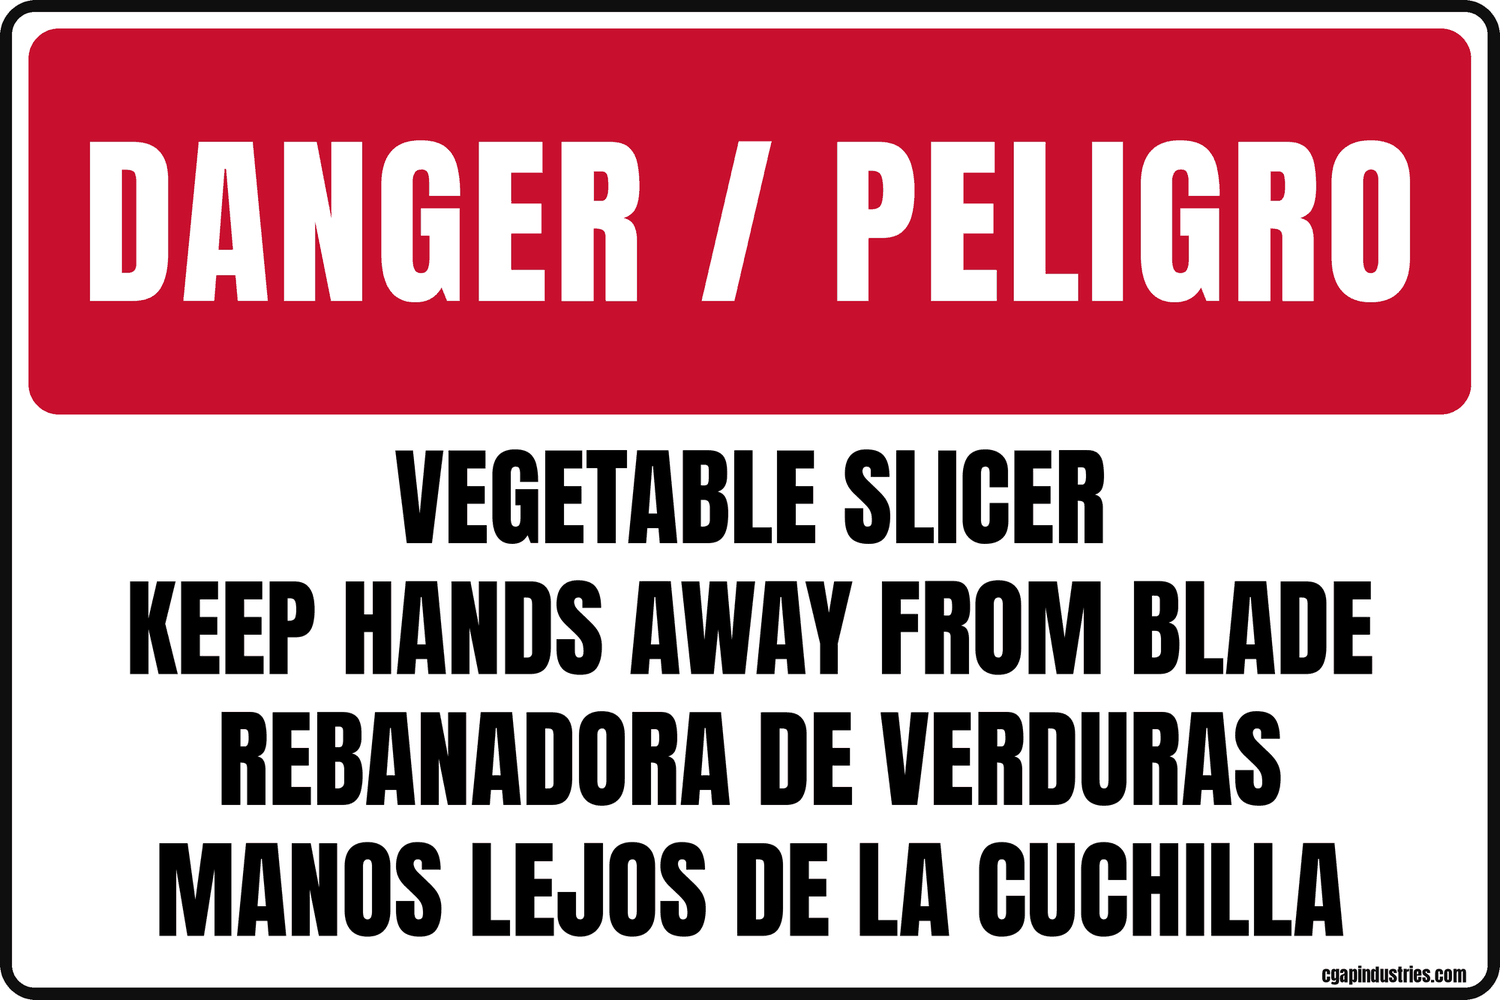 DANGER / PELIGRO
VEGETABLE SLICER
KEEP HANDS AWAY FROM BLADE
REBANADORA DE VERDURAS
MANOS LEJOS DE LA CUCHILLA
cgapindustries.com